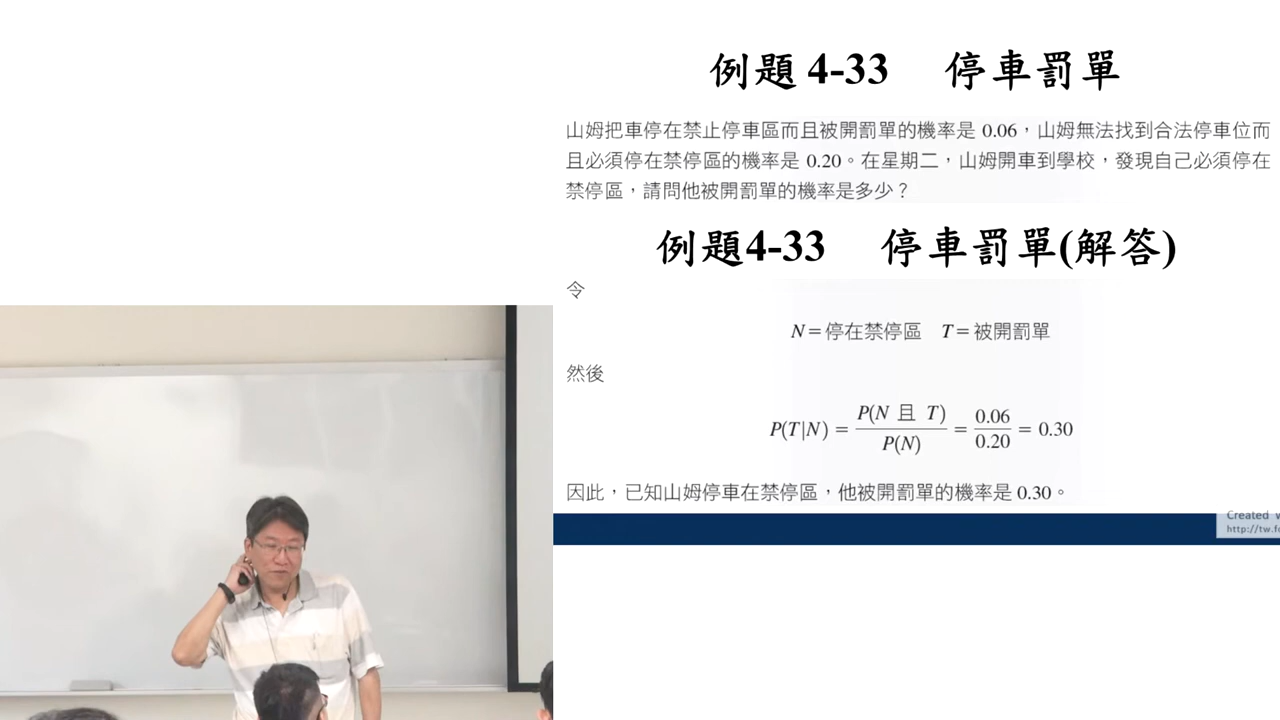 例題 4-33 停車罰單
山姆把車停在禁止停車區而且被開罰單的機率是 0.06，山姆無法找到合法停車位而
且必須停在禁停區的機率是 0.20。在星期二，山姆開車到學校，發現自己必須停在
禁停區，請問他被開罰單的機率是多少？
例題4-33 停車罰單(解答)
令
N＝停在禁停區 T＝被開罰單
然後
P(T|N) = P(N 且 T) / P(N) = 0.06 / 0.20 = 0.30
因此，已知山姆停車在禁停區，他被開罰單的機率是 0.30。
Created
http://tw.fo